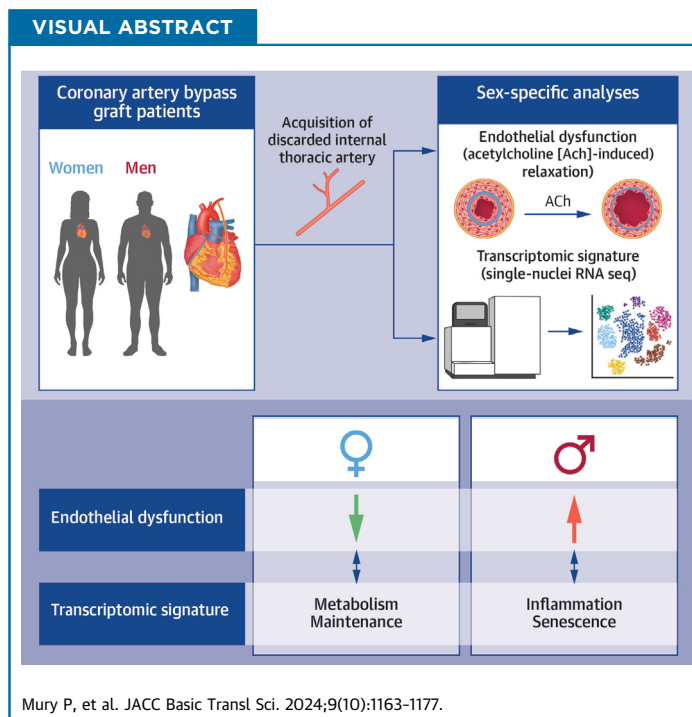 VISUAL ABSTRACT
Coronary artery bypass
graft patients
Women Men
Acquisition of
discarded internal
thoracic artery
Sex-specific analyses
Endothelial dysfunction
(acetylcholine [Ach]-induced)
relaxation)
ACh
Transcriptomic signature
(single-nuclei RNA seq)
Endothelial dysfunction
Transcriptomic signature
Metabolism
Maintenance
Inflammation
Senescence
Mury P, et al. JACC Basic Transl Sci. 2024;9(10):1163-1177.